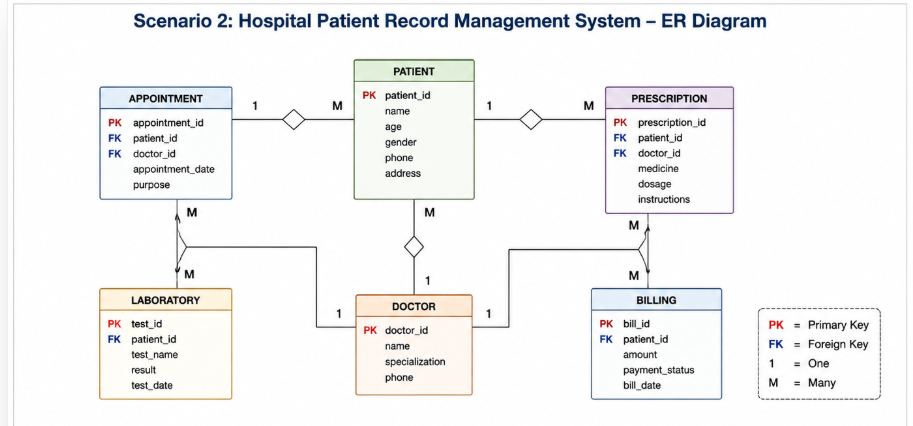 Scenario 2: Hospital Patient Record Management System – ER Diagram
APPOINTMENT
PK appointment_id
FK patient_id
FK doctor_id
appointment_date
purpose
1
M
PATIENT
PK patient_id
name
age
gender
phone
address
1
M
PRESCRIPTION
PK prescription_id
FK patient_id
FK doctor_id
medicine
dosage
instructions
M
M
M
1
M
M
LABORATORY
PK test_id
FK patient_id
test_name
result
test_date
1
DOCTOR
PK doctor_id
name
specialization
phone
1
BILLING
PK bill_id
FK patient_id
amount
payment_status
bill_date
PK = Primary Key
FK = Foreign Key
1 = One
M = Many